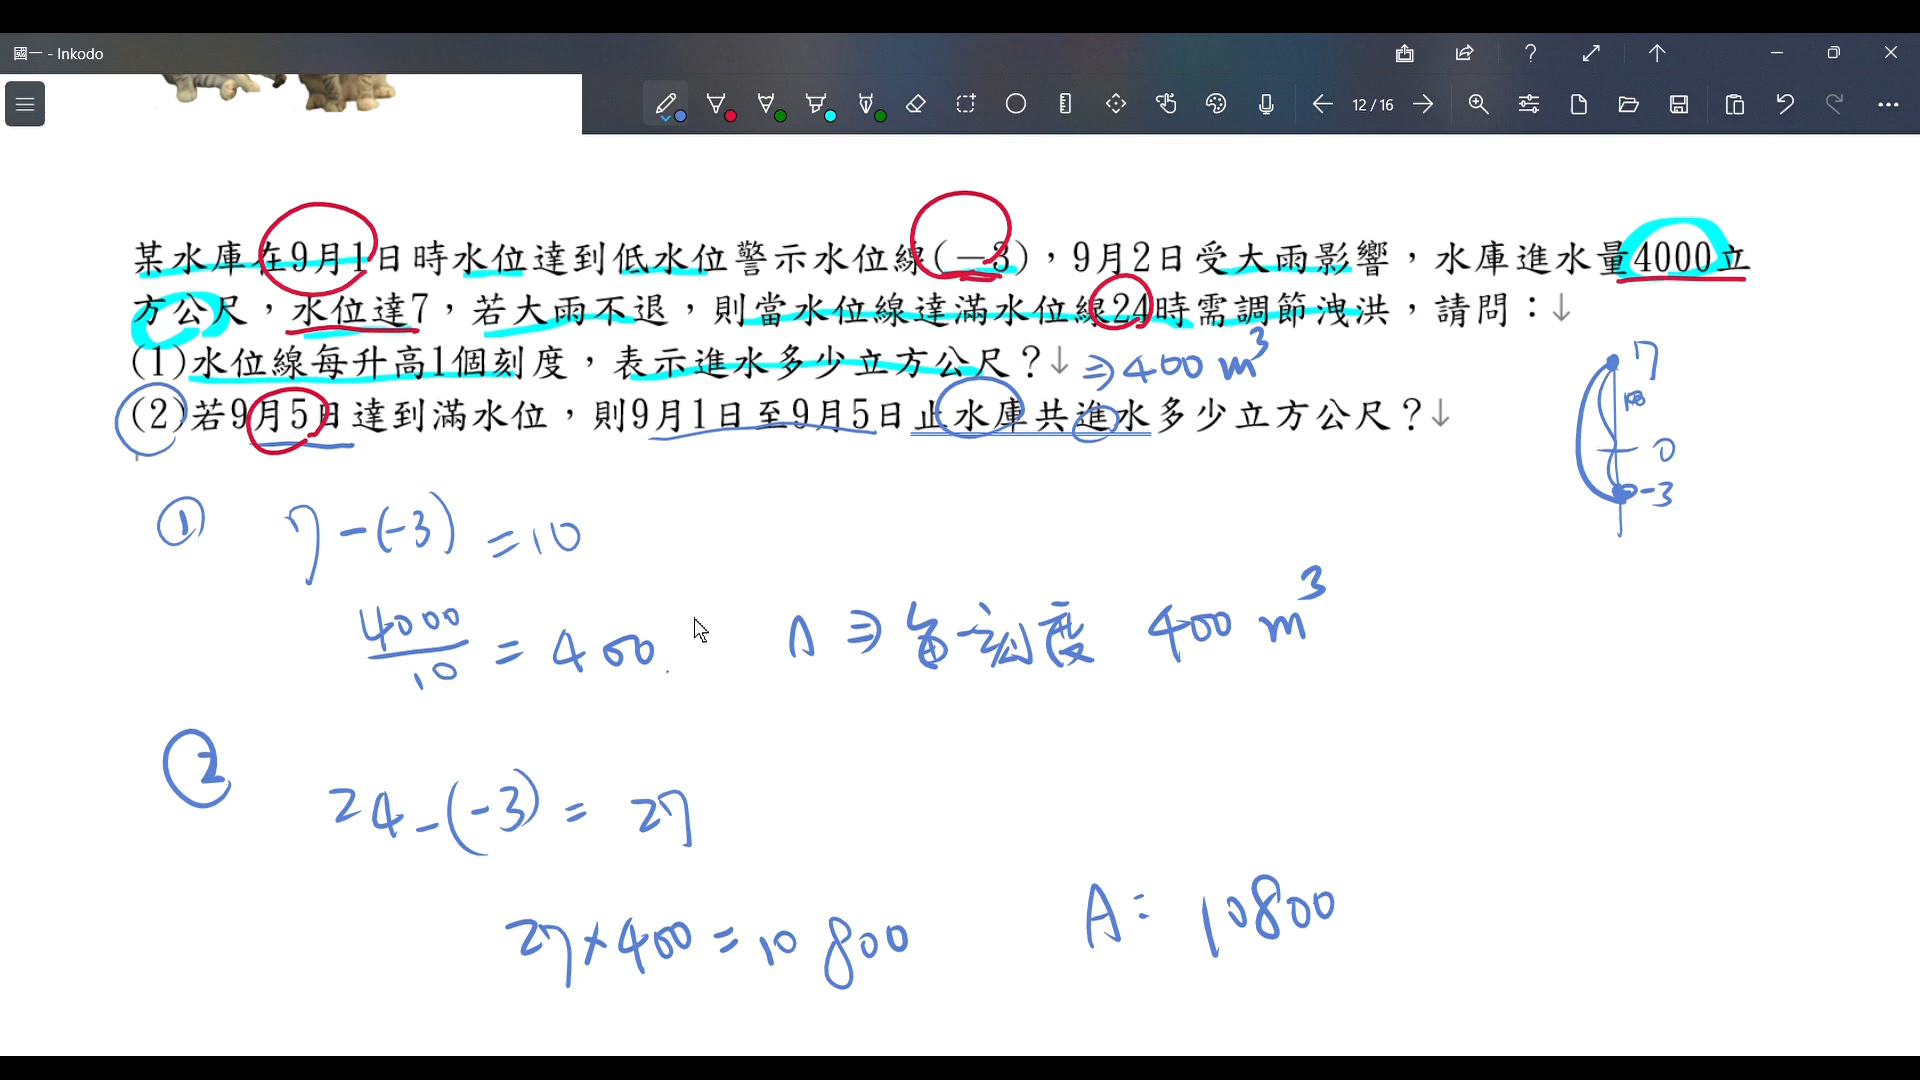 國一 - Inkodo
12 / 16
某水庫在9月1日時水位達到低水位警示水位線(－3)，9月2日受大雨影響，水庫進水量4000立
方公尺，水位達7，若大雨不退，則當水位線達滿水位線24時需調節洩洪，請問：↓
(1)水位線每升高1個刻度，表示進水多少立方公尺？↓ ⇒ 400 m³
(2)若9月5日達到滿水位，則9月1日至9月5日止水庫共進水多少立方公尺？↓
7
0
-3
① 7-(-3) = 10
4000/10 = 400. A ⇒ 每一刻度 400 m³
② 24-(-3) = 27
27×400 = 10800 A: 10800